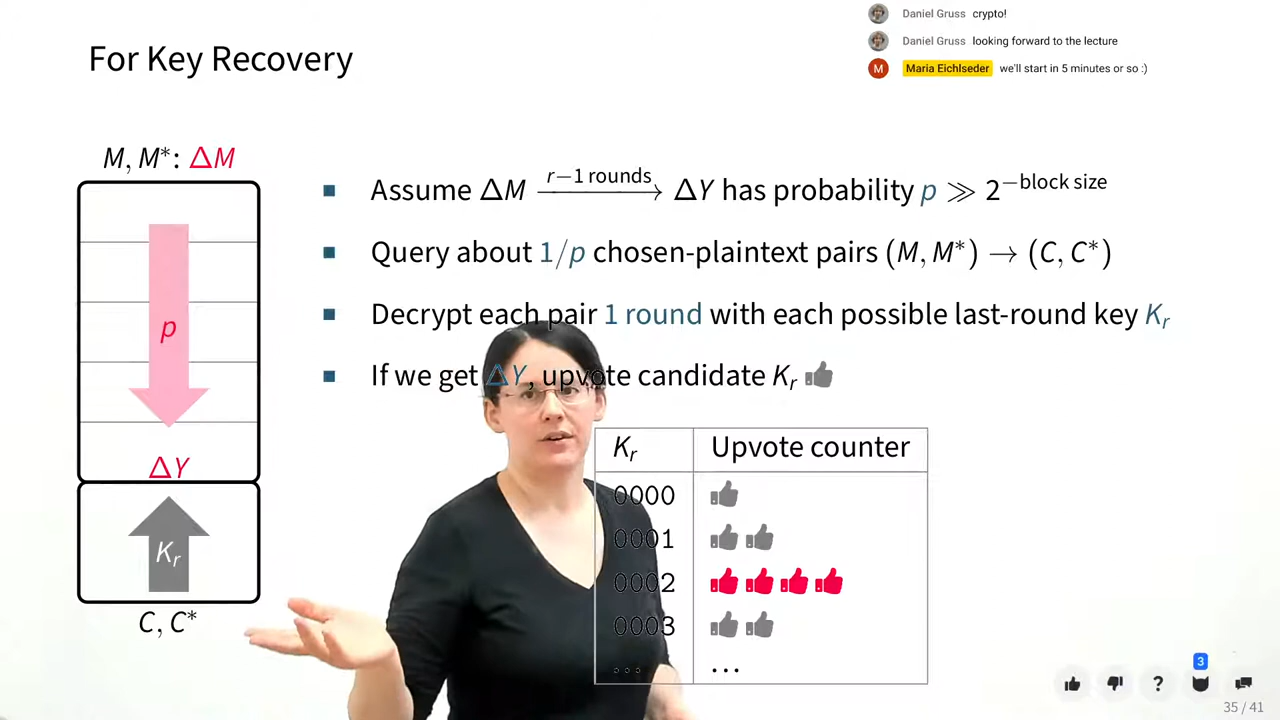 For Key Recovery
Daniel Gruss crypto!
Daniel Gruss looking forward to the lecture
M Maria Eichlseder we'll start in 5 minutes or so :)
M, M*: ΔM
p
ΔY
Kr
C, C*
Assume ΔM r−1 rounds → ΔY has probability p ≫ 2^−block size
Query about 1/p chosen-plaintext pairs (M, M*) → (C, C*)
Decrypt each pair 1 round with each possible last-round key Kr
If we get ΔY, upvote candidate Kr
Kr Upvote counter
0000
0001
0002
0003
... ...
3
?
35 / 41